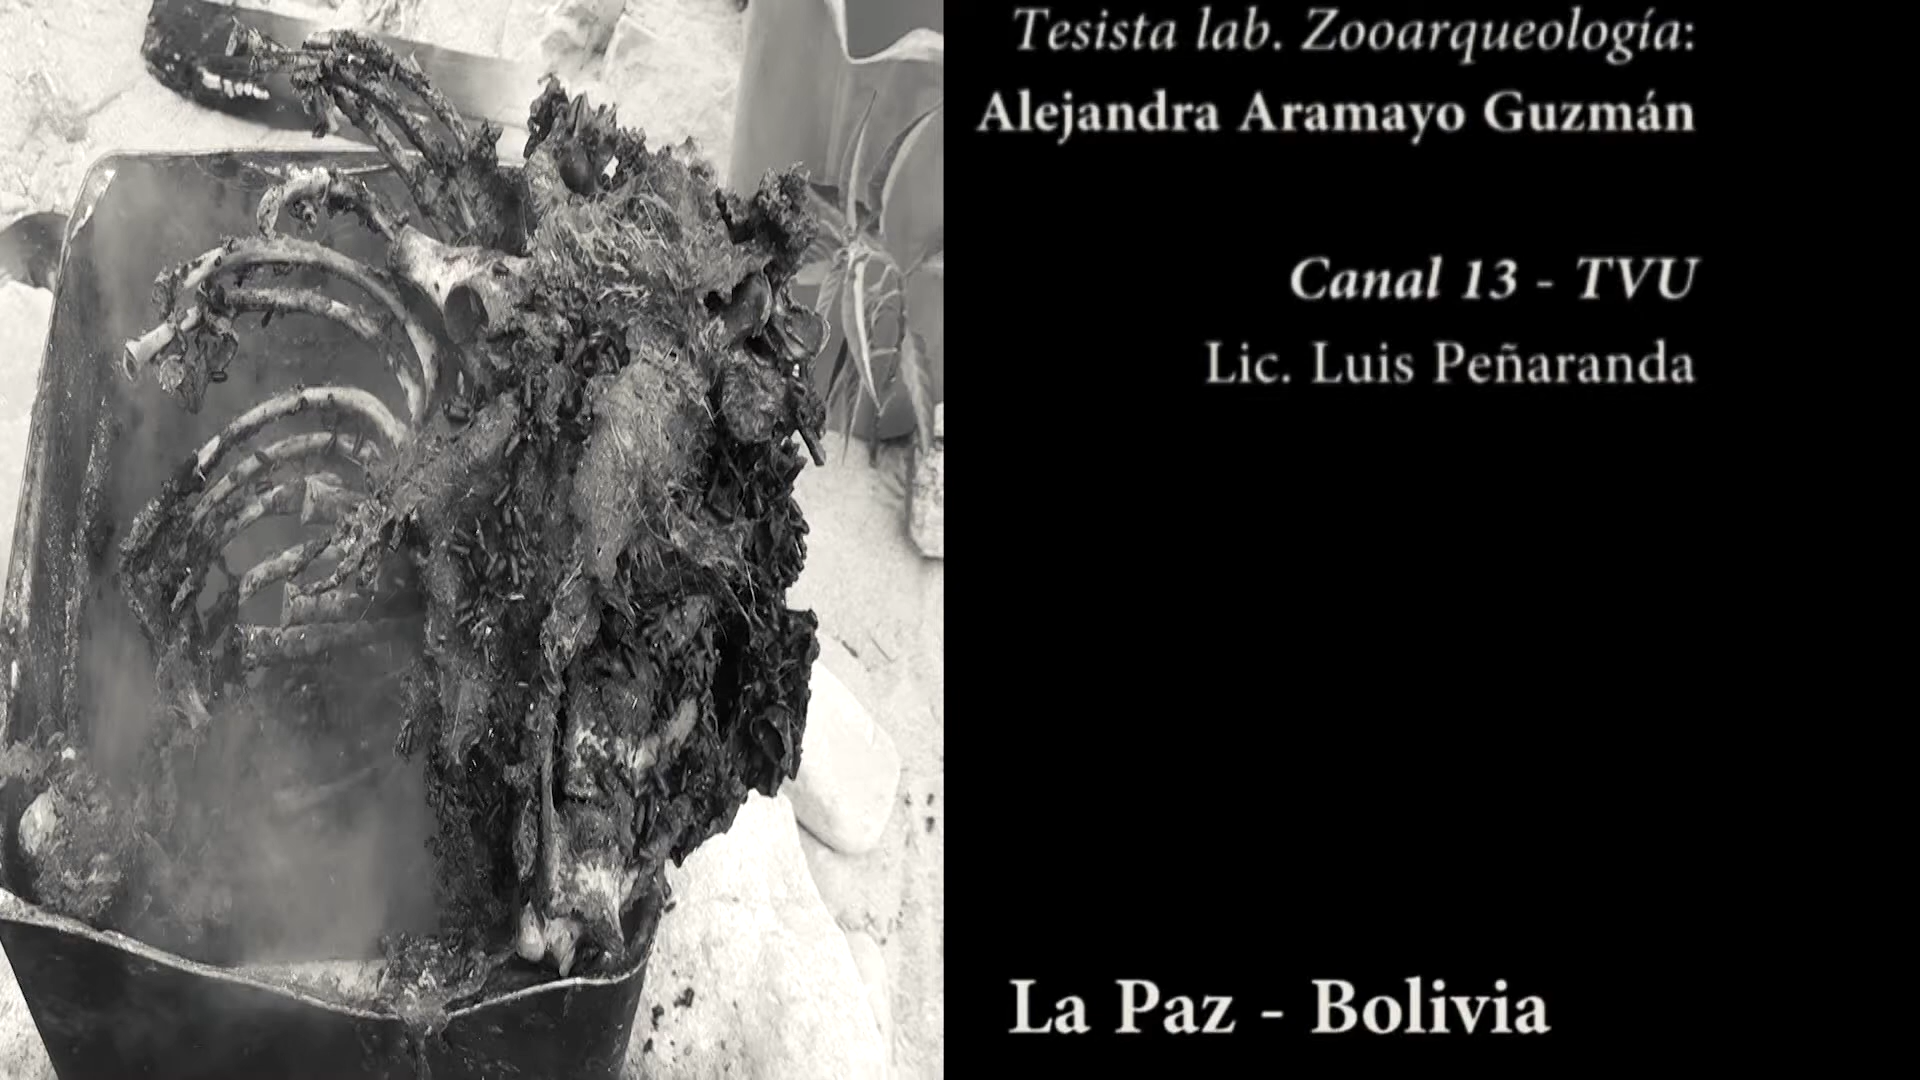 Tesista lab. Zooarqueología:
Alejandra Aramayo Guzmán
Canal 13 - TVU
Lic. Luis Peñaranda
La Paz - Bolivia